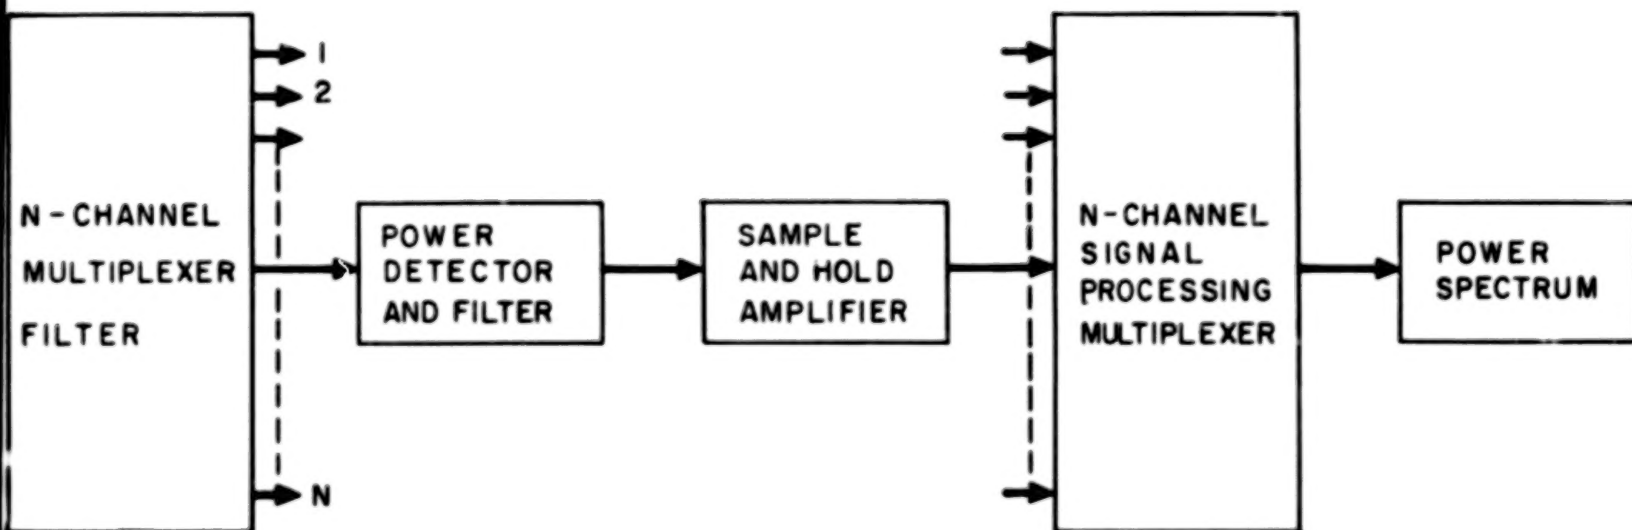 1
2
N
N-CHANNEL
MULTIPLEXER
FILTER
POWER
DETECTOR
AND FILTER
SAMPLE
AND HOLD
AMPLIFIER
N-CHANNEL
SIGNAL
PROCESSING
MULTIPLEXER
POWER
SPECTRUM